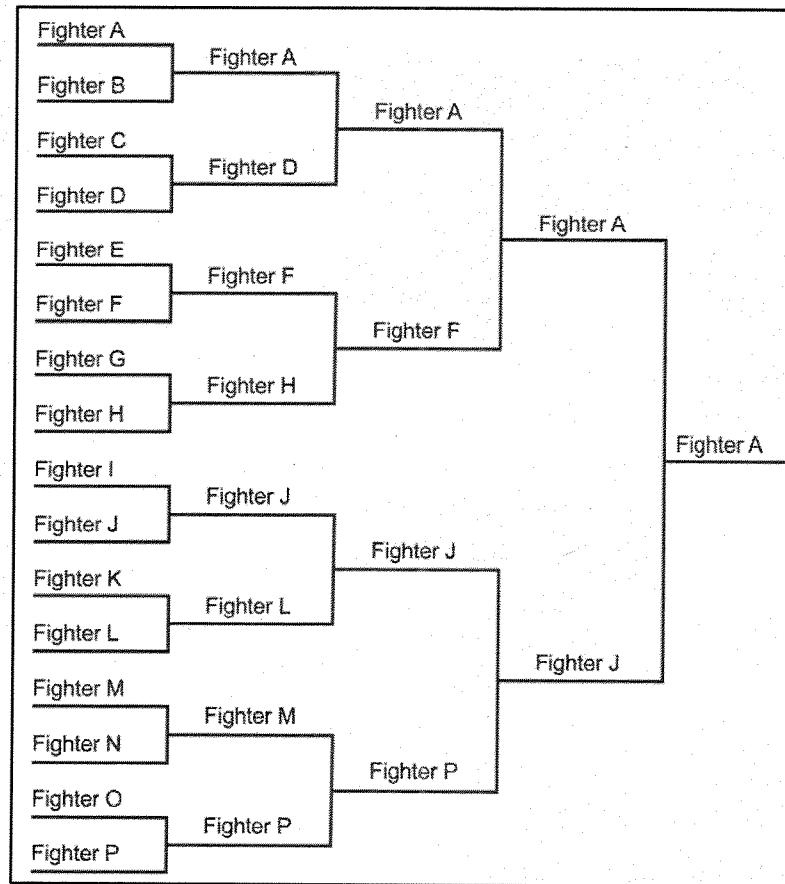 Fighter A
Fighter B
Fighter C
Fighter D
Fighter E
Fighter F
Fighter G
Fighter H
Fighter I
Fighter J
Fighter K
Fighter L
Fighter M
Fighter N
Fighter O
Fighter P
Fighter A
Fighter D
Fighter F
Fighter H
Fighter J
Fighter L
Fighter M
Fighter P
Fighter A
Fighter F
Fighter J
Fighter P
Fighter A
Fighter J
Fighter A